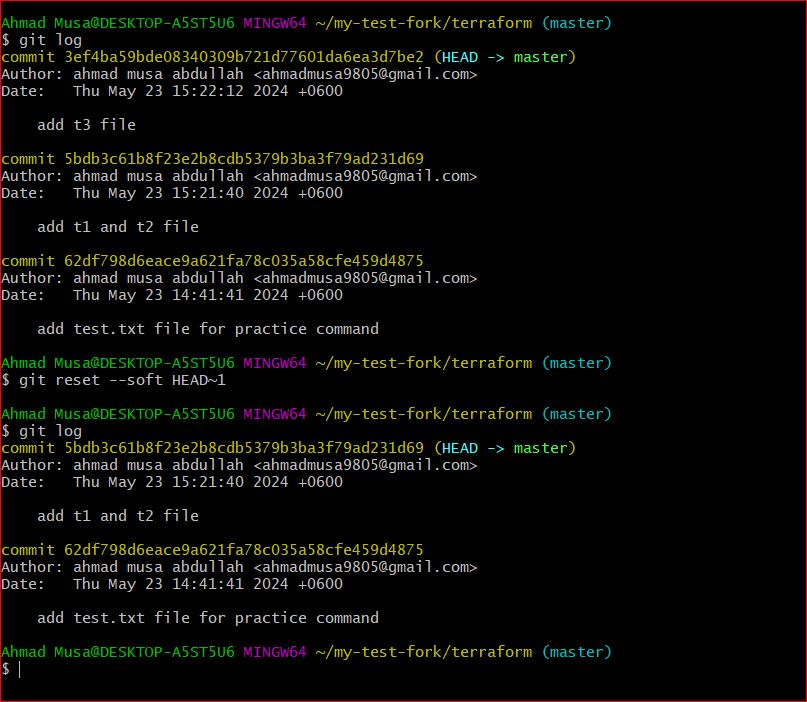 Ahmad Musa@DESKTOP-A5ST5U6 MINGW64 ~/my-test-fork/terraform (master)
$ git log
commit 3ef4ba59bde08340309b721d77601da6ea3d7be2 (HEAD -> master)
Author: ahmad musa abdullah <ahmadmusa9805@gmail.com>
Date:   Thu May 23 15:22:12 2024 +0600
    add t3 file
commit 5bdb3c61b8f23e2b8cdb5379b3ba3f79ad231d69
Author: ahmad musa abdullah <ahmadmusa9805@gmail.com>
Date:   Thu May 23 15:21:40 2024 +0600
    add t1 and t2 file
commit 62df798d6eace9a621fa78c035a58cfe459d4875
Author: ahmad musa abdullah <ahmadmusa9805@gmail.com>
Date:   Thu May 23 14:41:41 2024 +0600
    add test.txt file for practice command
Ahmad Musa@DESKTOP-A5ST5U6 MINGW64 ~/my-test-fork/terraform (master)
$ git reset --soft HEAD~1
Ahmad Musa@DESKTOP-A5ST5U6 MINGW64 ~/my-test-fork/terraform (master)
$ git log
commit 5bdb3c61b8f23e2b8cdb5379b3ba3f79ad231d69 (HEAD -> master)
Author: ahmad musa abdullah <ahmadmusa9805@gmail.com>
Date:   Thu May 23 15:21:40 2024 +0600
    add t1 and t2 file
commit 62df798d6eace9a621fa78c035a58cfe459d4875
Author: ahmad musa abdullah <ahmadmusa9805@gmail.com>
Date:   Thu May 23 14:41:41 2024 +0600
    add test.txt file for practice command
Ahmad Musa@DESKTOP-A5ST5U6 MINGW64 ~/my-test-fork/terraform (master)
$